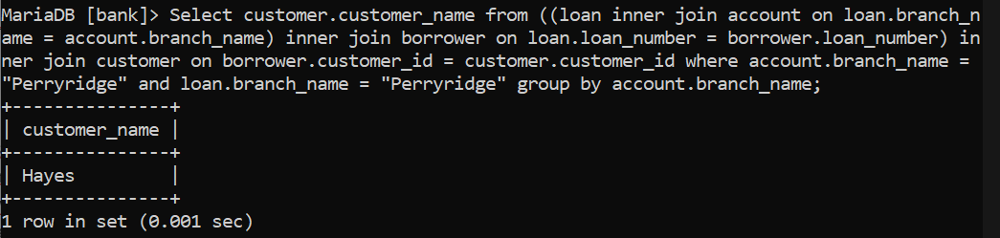 MariaDB [bank]> Select customer.customer_name from ((loan inner join account on loan.branch_n
ame = account.branch_name) inner join borrower on loan.loan_number = borrower.loan_number) in
ner join customer on borrower.customer_id = customer.customer_id where account.branch_name =
"Perryridge" and loan.branch_name = "Perryridge" group by account.branch_name;
+---------------+
| customer_name |
+---------------+
| Hayes         |
+---------------+
1 row in set (0.001 sec)